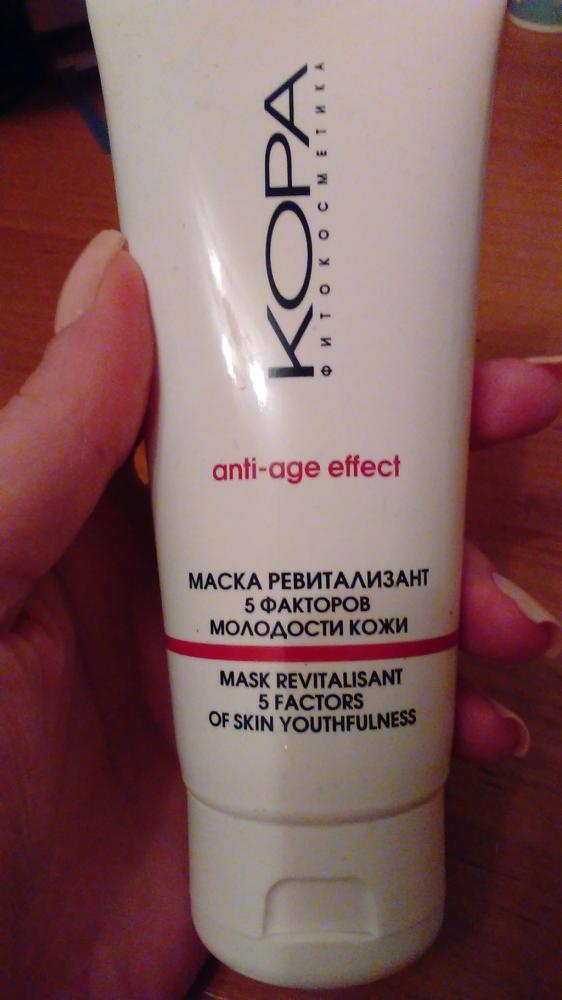 КОРА
ФИТОКОСМЕТИКА
anti-age effect
МАСКА РЕВИТАЛИЗАНТ
5 ФАКТОРОВ
МОЛОДОСТИ КОЖИ
MASK REVITALISANT
5 FACTORS
OF SKIN YOUTHFULNESS